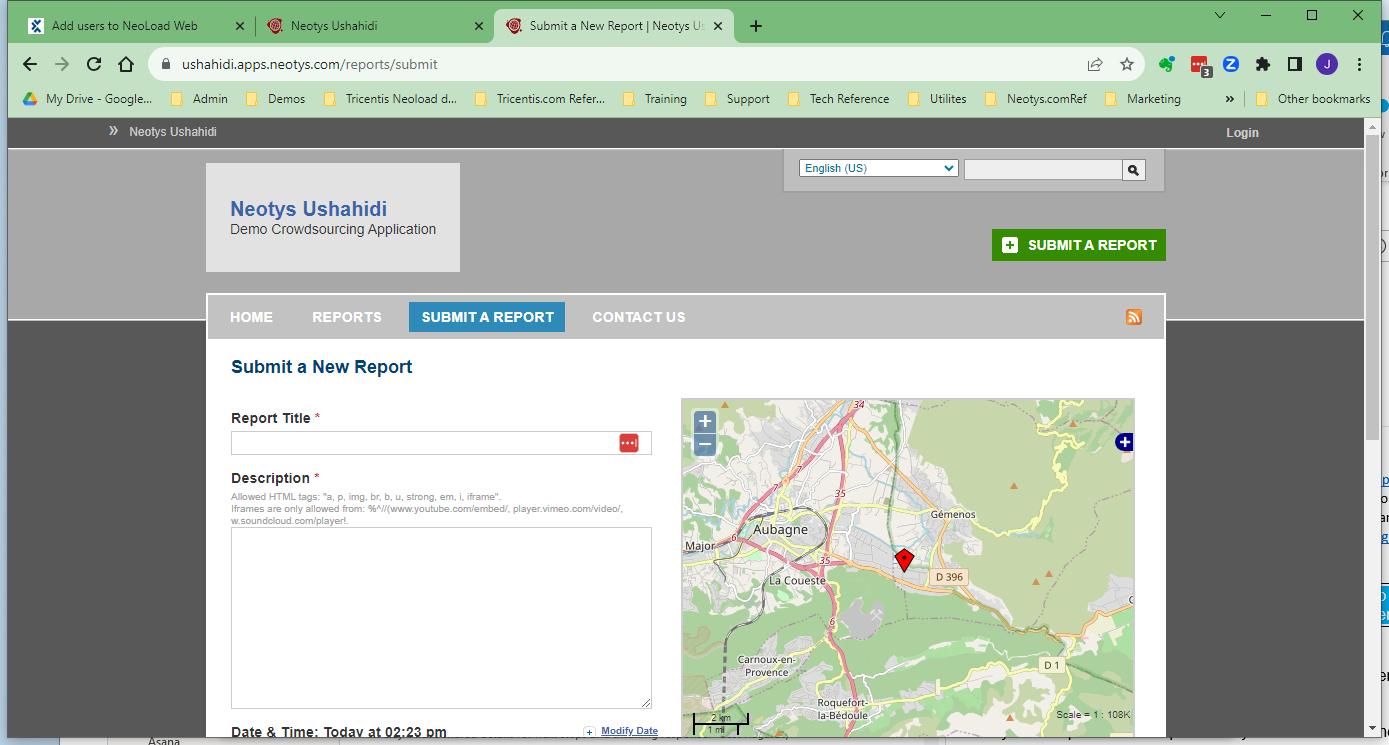 Add users to NeoLoad Web
Neotys Ushahidi
Submit a New Report | Neotys Us
ushahidi.apps.neotys.com/reports/submit
3
J
My Drive - Google...
Admin
Demos
Tricentis Neoload d...
Tricentis.com Refer...
Training
Support
Tech Reference
Utilites
Neotys.comRef
Marketing
»
Other bookmarks
» Neotys Ushahidi
Login
English (US)
Neotys Ushahidi
Demo Crowdsourcing Application
SUBMIT A REPORT
HOME
REPORTS
SUBMIT A REPORT
CONTACT US
Submit a New Report
Report Title *
Description *
Allowed HTML tags: "a, p, img, br, b, u, strong, em, i, iframe".
Iframes are only allowed from: %^//(www.youtube.com/embed/, player.vimeo.com/video/,
w.soundcloud.com/player!.
Date & Time: Today at 02:23 pm
Modify Date
34
7
7
35
Gémenos
Aubagne
Major
6
35
D 396
La Coueste
6
Carnoux-en-
Provence
D 1
Roquefort-
la-Bédoule
2 km
1 mi
Scale = 1 : 108K
Asana